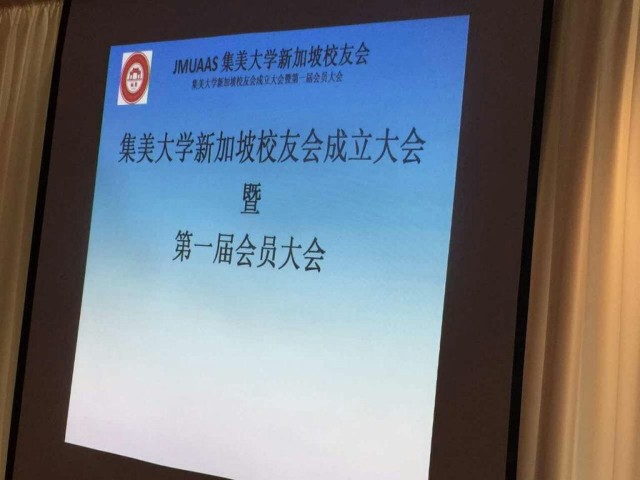 JMUAAS 集美大学新加坡校友会
集美大学新加坡校友会成立大会暨第一届会员大会
集美大学新加坡校友会成立大会
暨
第一届会员大会